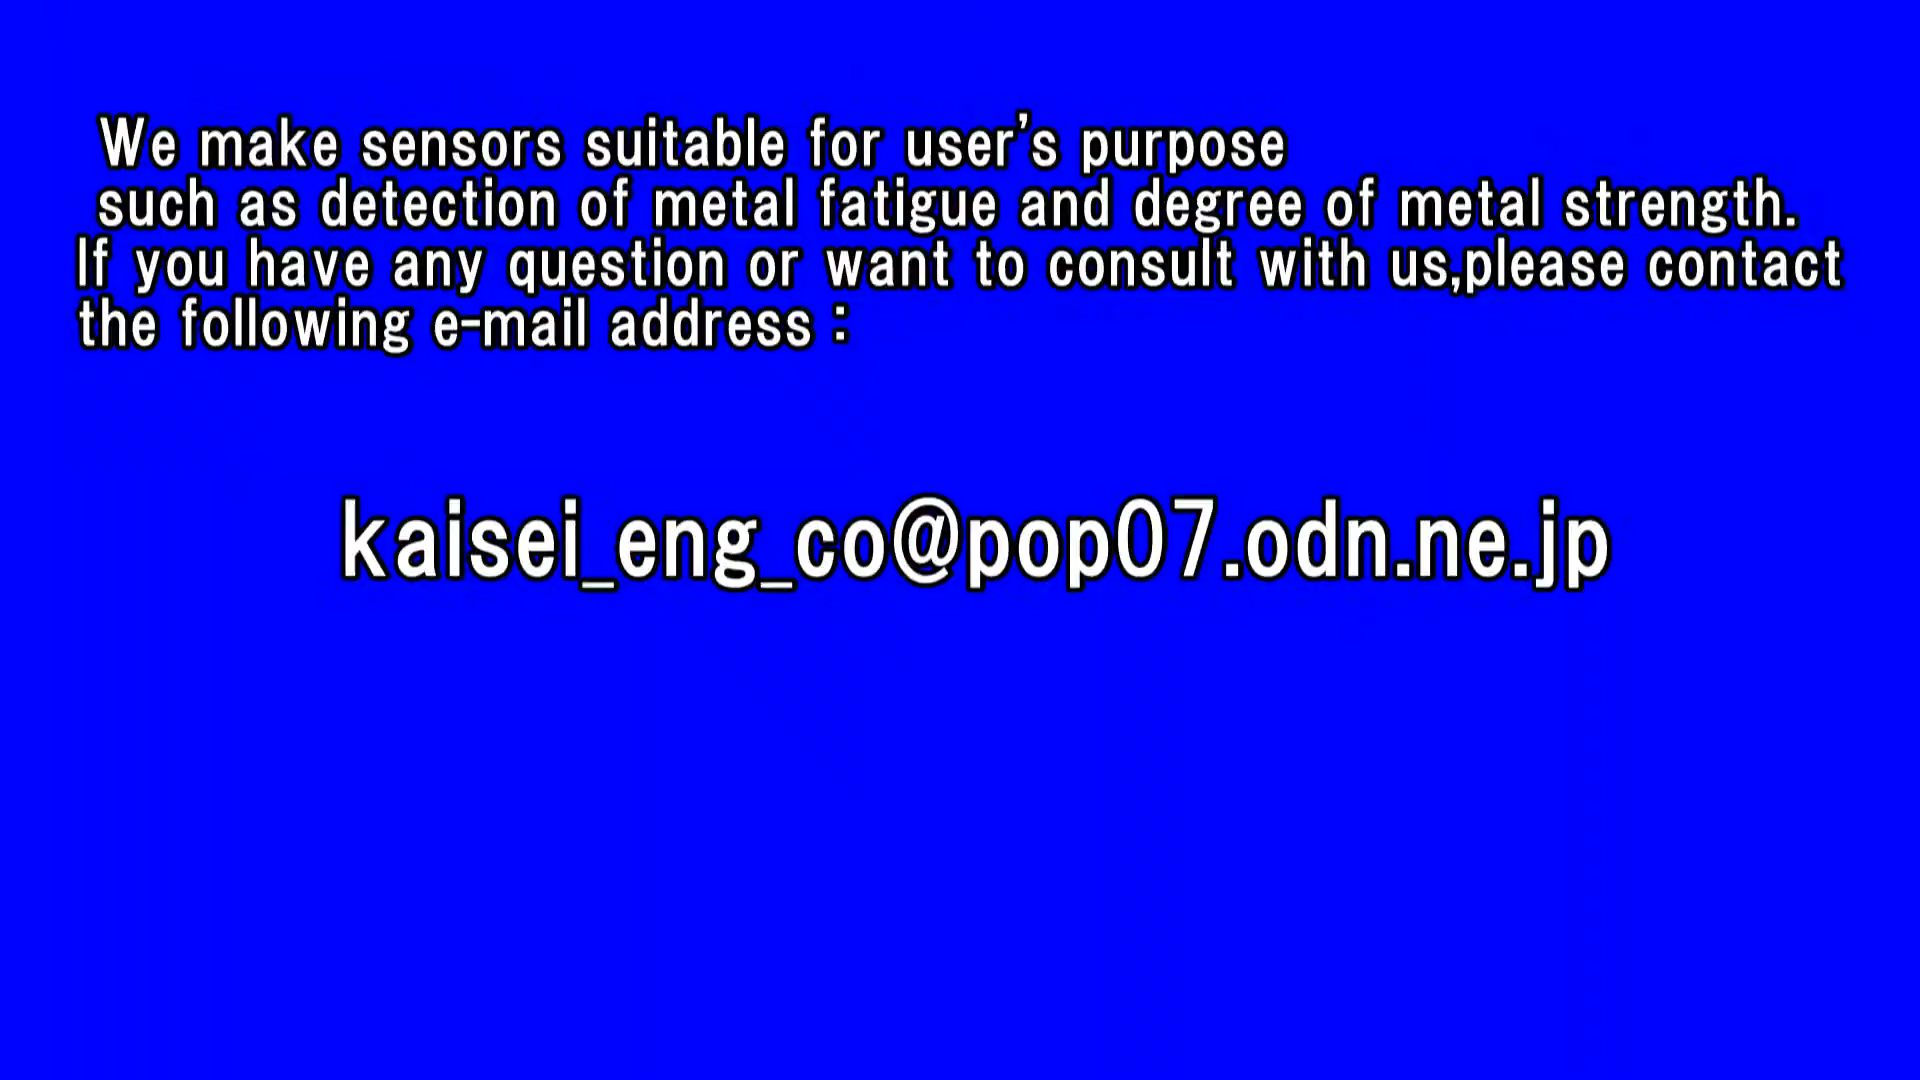 We make sensors suitable for user's purpose
such as detection of metal fatigue and degree of metal strength.
If you have any question or want to consult with us,please contact
the following e-mail address :
kaisei_eng_co@pop07.odn.ne.jp